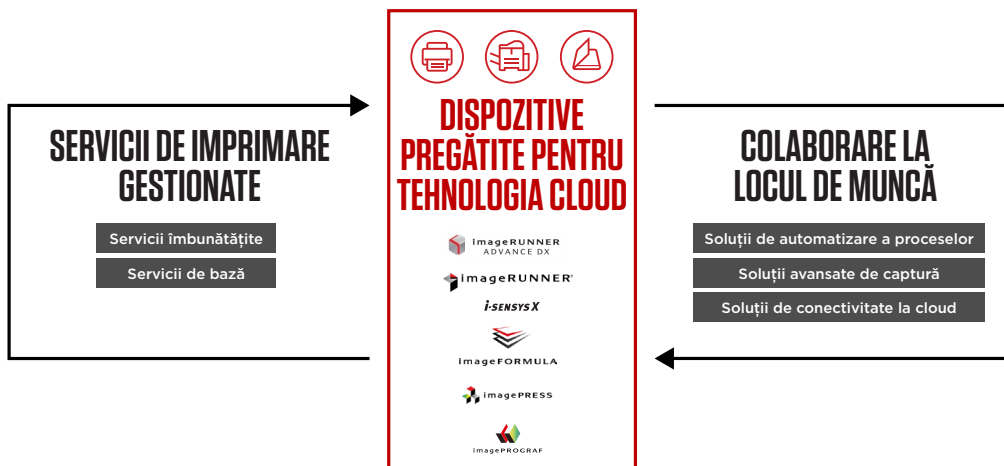 SERVICII DE IMPRIMARE
GESTIONATE
Servicii îmbunătățite
Servicii de bază
DISPOZITIVE
PREGĂTITE PENTRU
TEHNOLOGIA CLOUD
imageRUNNER
ADVANCE DX
imageRUNNER®
i-SENSYS X
imageFORMULA
imagePRESS
imagePROGRAF
COLABORARE LA
LOCUL DE MUNCĂ
Soluții de automatizare a proceselor
Soluții avansate de captură
Soluții de conectivitate la cloud